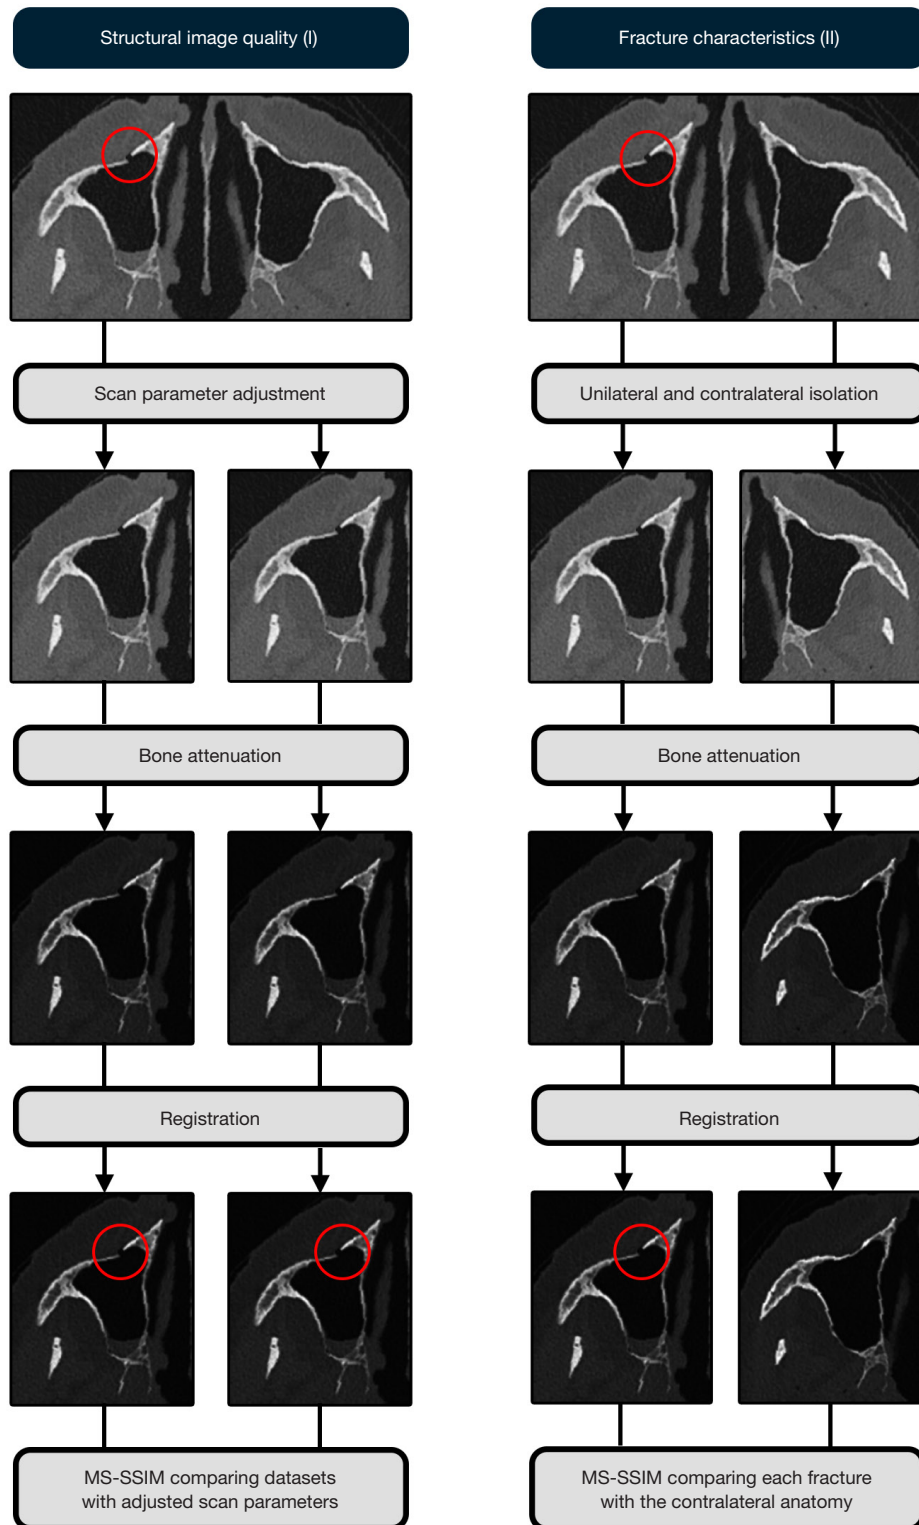 Structural image quality (I)
Fracture characteristics (II)
Scan parameter adjustment
Unilateral and contralateral isolation
Bone attenuation
Bone attenuation
Registration
Registration
MS-SSIM comparing datasets
with adjusted scan parameters
MS-SSIM comparing each fracture
with the contralateral anatomy